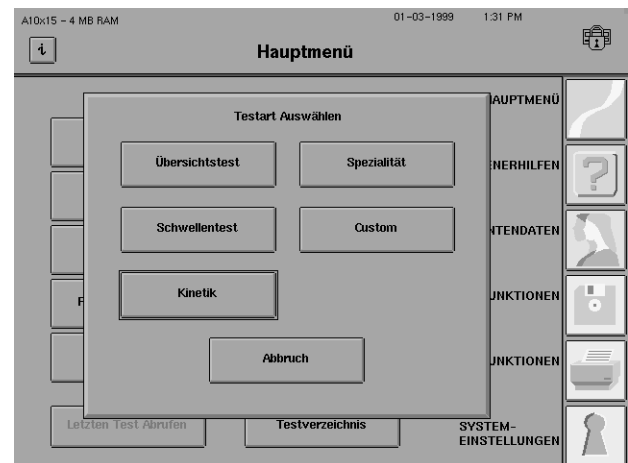 A10x15 - 4 MB RAM
01-03-1999 1:31 PM
i
Hauptmenü
AUPTMENÜ
Testart Auswählen
Übersichtstest
Spezialität
NERHILFEN
?
Schwellentest
Custom
NTENDATEN
Kinetik
F
UNKTIONEN
Abbruch
UNKTIONEN
Letzten Test Abrufen
Testverzeichnis
SYSTEM-
EINSTELLUNGEN